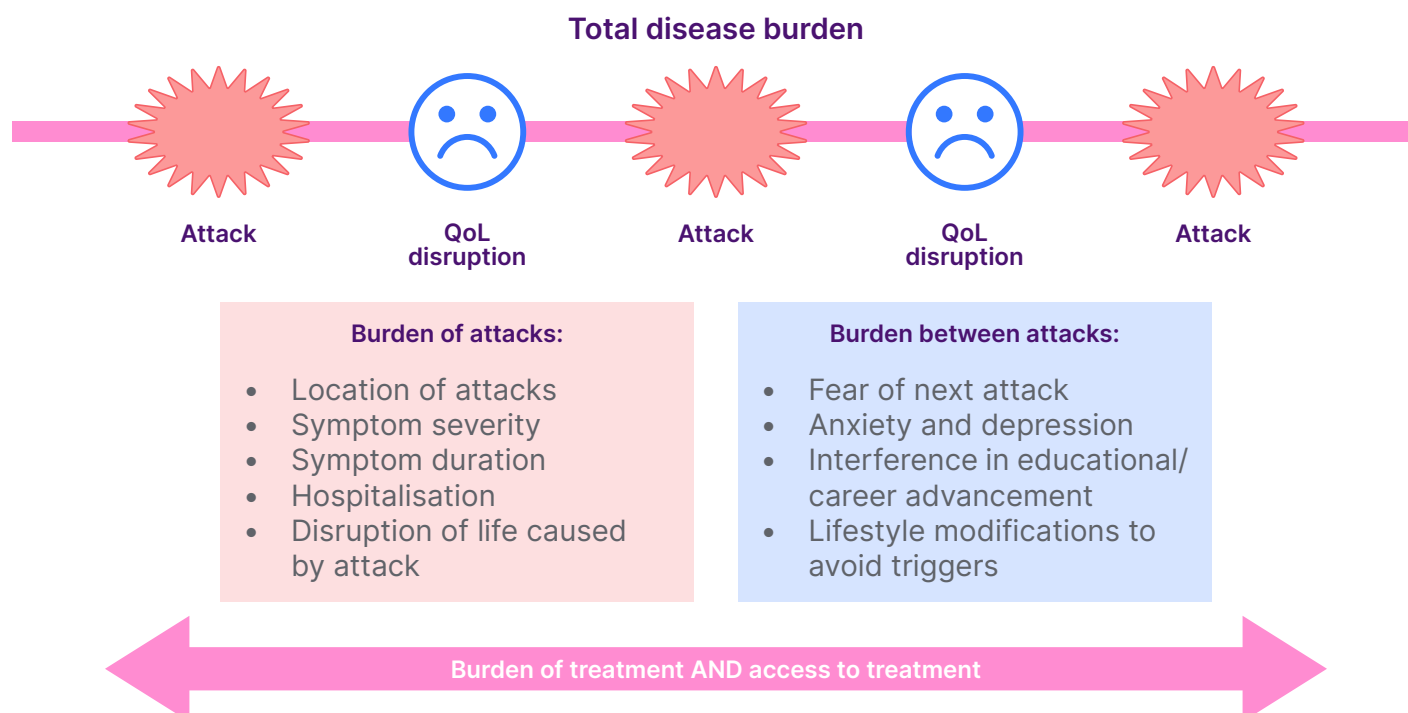 Total disease burden
Attack
QoL
disruption
Attack
QoL
disruption
Attack
Burden of attacks:
• Location of attacks
• Symptom severity
• Symptom duration
• Hospitalisation
• Disruption of life caused
by attack
Burden between attacks:
• Fear of next attack
• Anxiety and depression
• Interference in educational/
career advancement
• Lifestyle modifications to
avoid triggers
Burden of treatment AND access to treatment